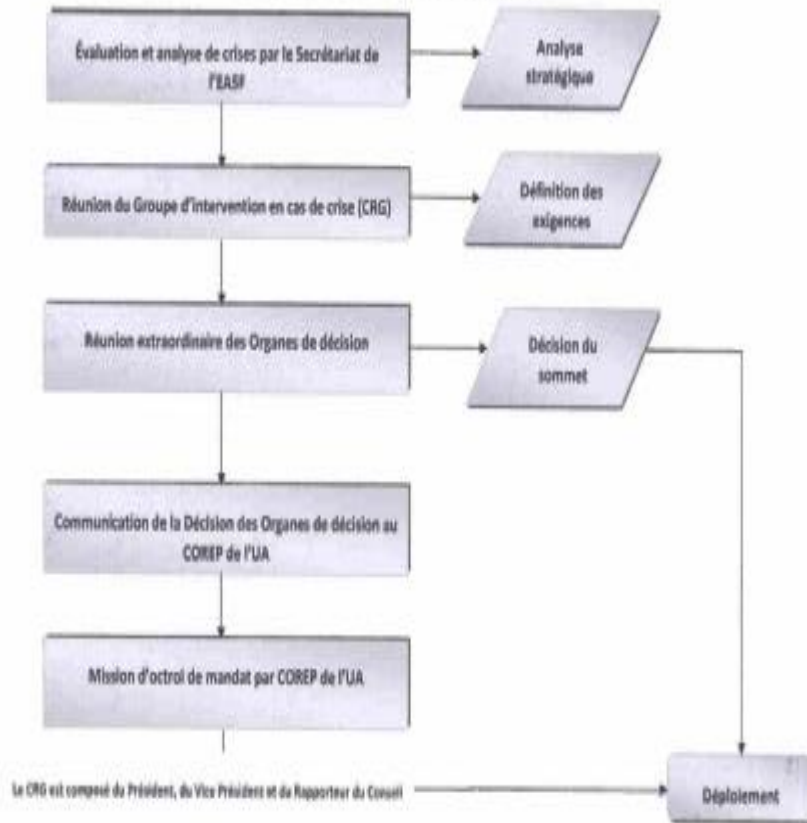 Évaluation et analyse de crises par le Secrétariat de
l'EASF
Analyse
stratégique
Réunion du Groupe d'intervention en cas de crise (CRG)
Définition des
exigences
Réunion extraordinaire des Organes de décision
Décision du
sommet
Communication de la Décision des Organes de décision au
COREP de l'UA
Mission d'octroi de mandat par COREP de l'UA
Le CRG est composé du Président, du Vice Président et du Rapporteur du Conseil
Déploiement